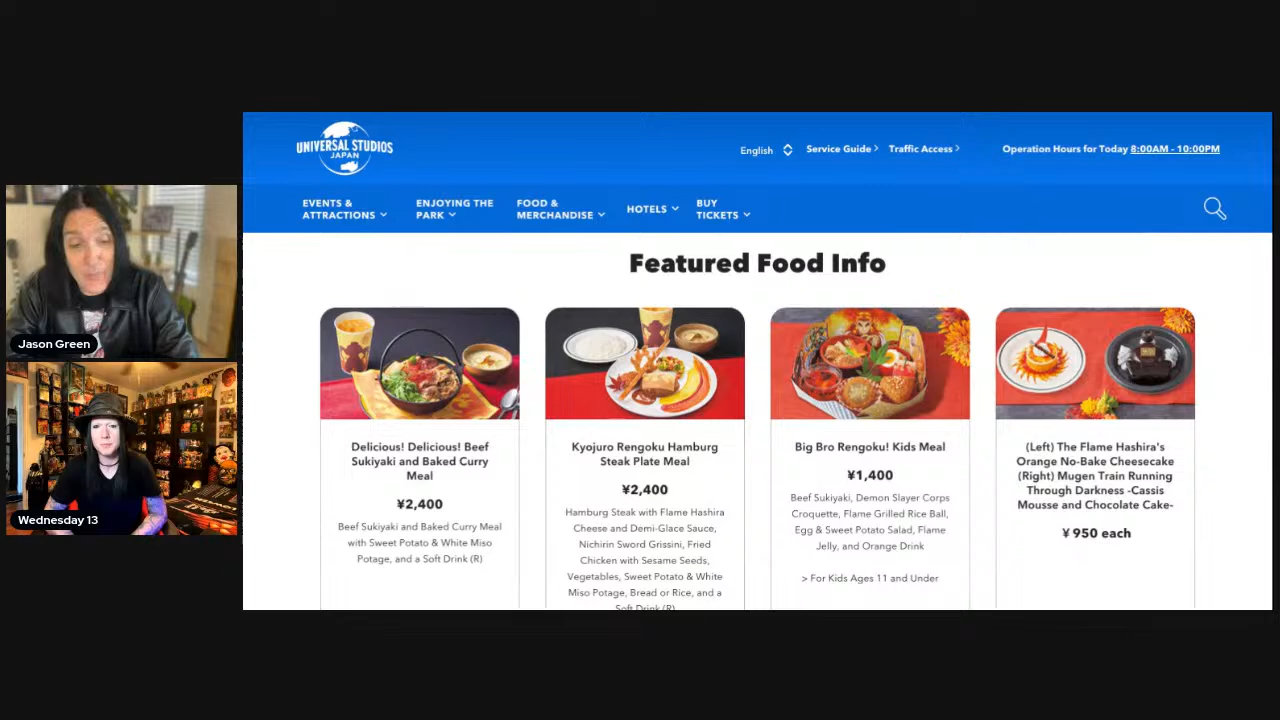 UNIVERSAL STUDIOS
JAPAN
English
Service Guide
Traffic Access
Operation Hours for Today 8:00AM - 10:00PM
EVENTS &
ATTRACTIONS
ENJOYING THE
PARK
FOOD &
MERCHANDISE
HOTELS
BUY
TICKETS
Featured Food Info
Delicious! Delicious! Beef
Sukiyaki and Baked Curry
Meal
¥2,400
Beef Sukiyaki and Baked Curry Meal
with Sweet Potato & White Miso
Potage, and a Soft Drink (R)
Kyojuro Rengoku Hamburg
Steak Plate Meal
¥2,400
Hamburg Steak with Flame Hashira
Cheese and Demi-Glace Sauce,
Nichirin Sword Grissini, Fried
Chicken with Sesame Seeds,
Vegetables, Sweet Potato & White
Miso Potage, Bread or Rice, and a
Soft Drink (R)
Big Bro Rengoku! Kids Meal
¥1,400
Beef Sukiyaki, Demon Slayer Corps
Croquette, Flame Grilled Rice Ball,
Egg & Sweet Potato Salad, Flame
Jelly, and Orange Drink
> For Kids Ages 11 and Under
(Left) The Flame Hashira's
Orange No-Bake Cheesecake
(Right) Mugen Train Running
Through Darkness -Cassis
Mousse and Chocolate Cake-
¥ 950 each
Jason Green
Wednesday 13